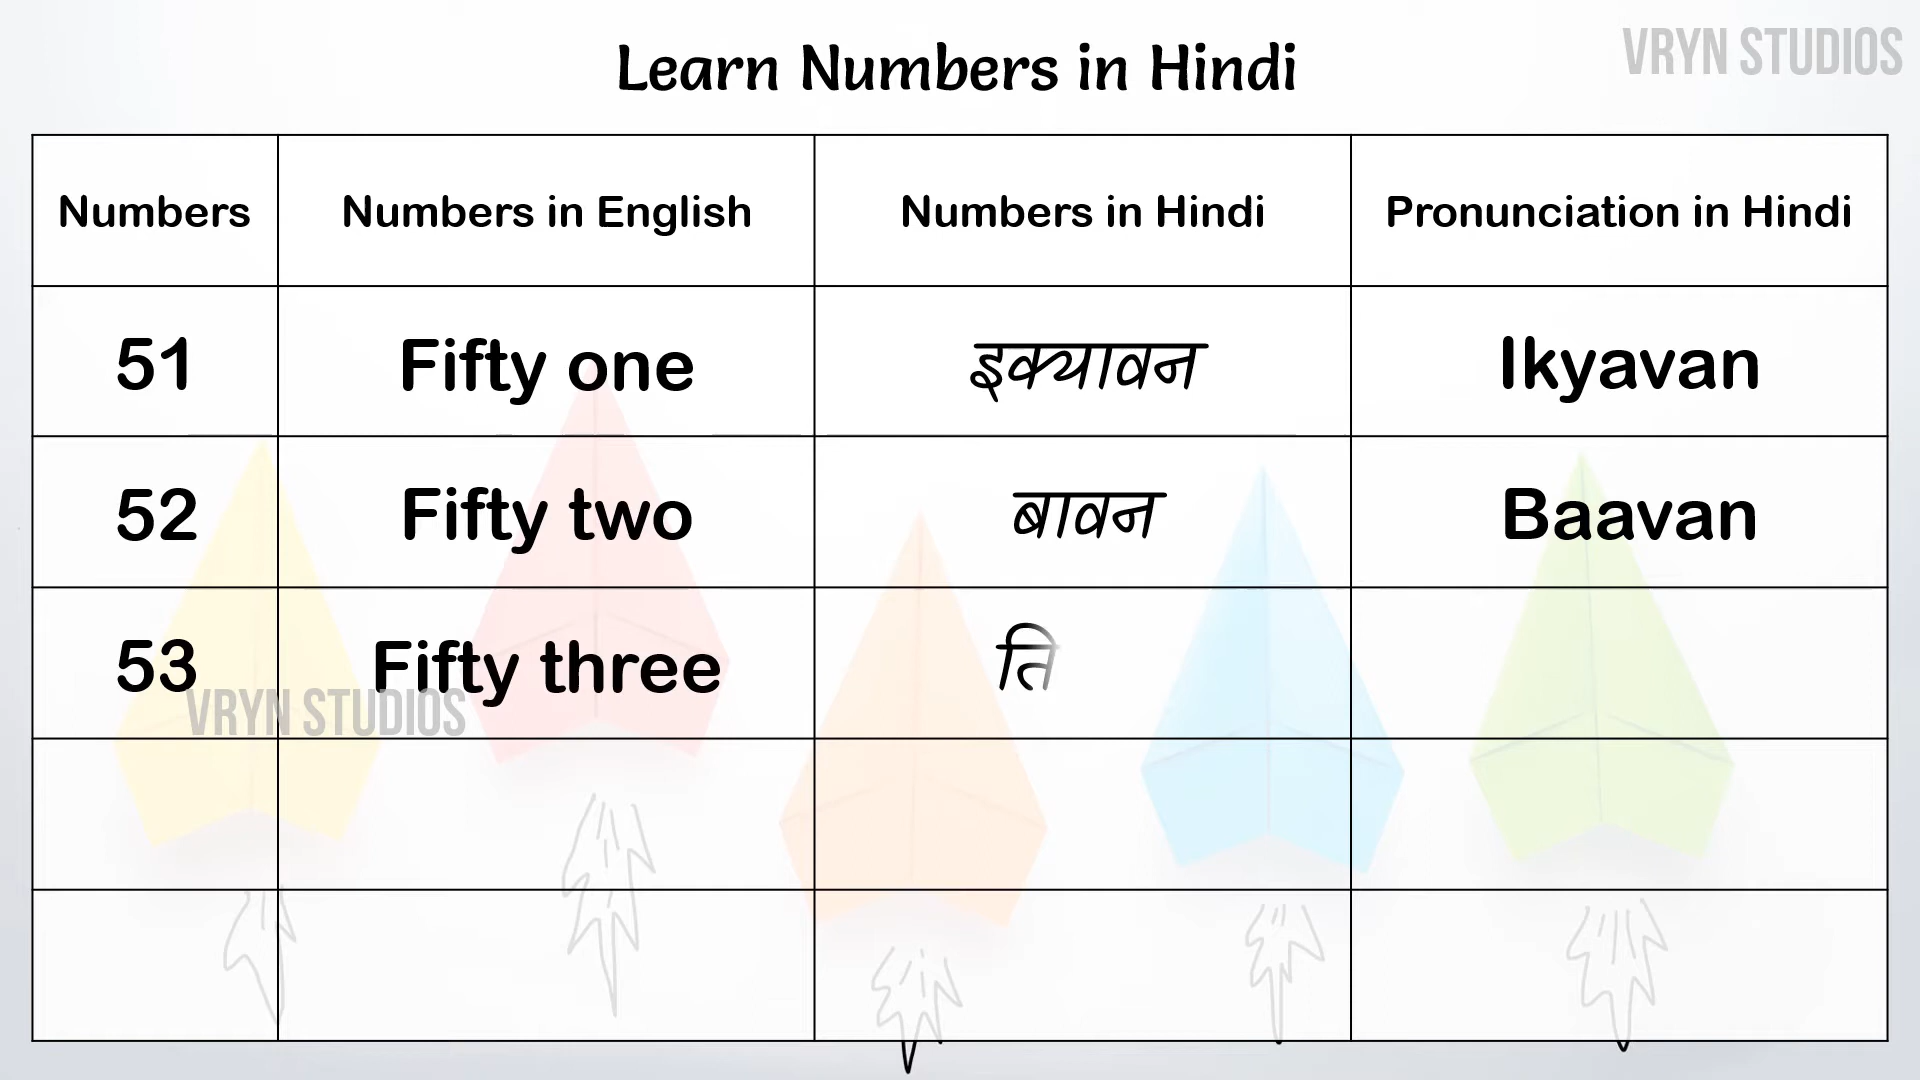 Learn Numbers in Hindi
VRYN STUDIOS
Numbers Numbers in English Numbers in Hindi Pronunciation in Hindi
51 Fifty one इक्यावन Ikyavan
52 Fifty two बावन Baavan
53 Fifty three ति
VRYN STUDIOS